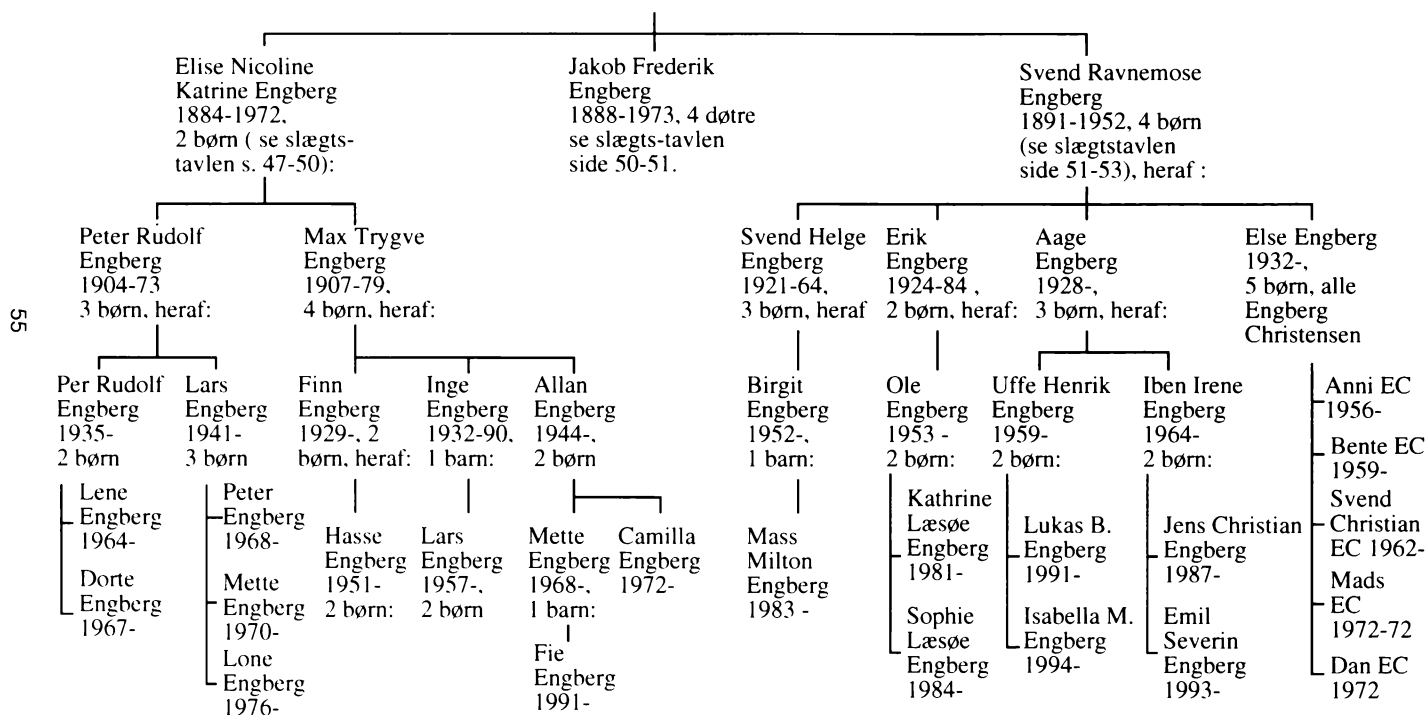 Elise Nicoline
Katrine Engberg
1884-1972,
2 børn ( se slægts-
tavlen s. 47-50):
Jakob Frederik
Engberg
1888-1973, 4 døtre
se slægts-tavlen
side 50-51.
Svend Ravnemose
Engberg
1891-1952, 4 børn
(se slægtstavlen
side 51-53), heraf :
Peter Rudolf
Engberg
1904-73
3 børn, heraf:
Max Trygve
Engberg
1907-79,
4 børn, heraf:
Svend Helge
Engberg
1921-64,
3 børn, heraf
Erik
Engberg
1924-84 ,
2 børn, heraf:
Aage
Engberg
1928-,
3 børn, heraf:
Else Engberg
1932-,
5 børn, alle
Engberg
Christensen
55
Per Rudolf
Engberg
1935-
2 børn
Lars
Engberg
1941-
3 børn
Finn
Engberg
1929-, 2
børn, heraf:
Inge
Engberg
1932-90,
1 barn:
Allan
Engberg
1944-,
2 børn
Birgit
Engberg
1952-,
1 barn:
Ole
Engberg
1953 -
2 børn:
Uffe Henrik
Engberg
1959-
2 børn:
Iben Irene
Engberg
1964-
2 børn:
Anni EC
1956-
Bente EC
1959-
Svend
Christian
EC 1962-
Mads
EC
1972-72
Dan EC
1972
Lene
Engberg
1964-
Dorte
Engberg
1967-
Peter
Engberg
1968-
Mette
Engberg
1970-
Lone
Engberg
1976-
Hasse
Engberg
1951-
2 børn:
Lars
Engberg
1957-,
2 børn
Mette
Engberg
1968-,
1 barn:
Fie
Engberg
1991-
Camilla
Engberg
1972-
Mass
Milton
Engberg
1983 -
Kathrine
Læsøe
Engberg
1981-
Sophie
Læsøe
Engberg
1984-
Lukas B.
Engberg
1991-
Isabella M.
Engberg
1994-
Jens Christian
Engberg
1987-
Emil
Severin
Engberg
1993-